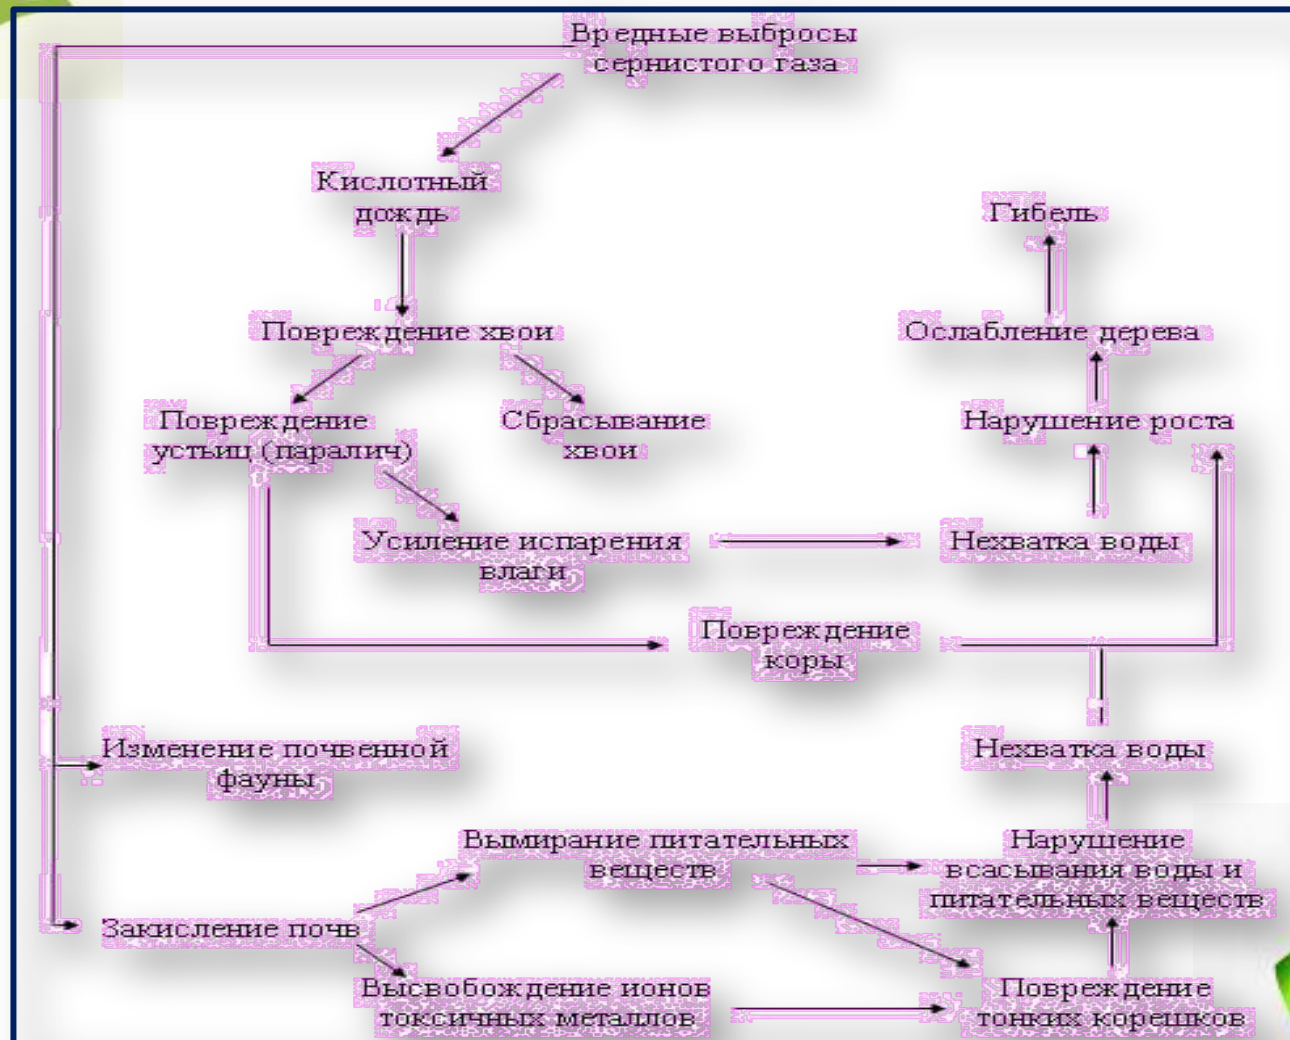 Вредные выбросы
сернистого газа
Кислотный
дождь
Гибель
Повреждение хвои
Ослабление дерева
Повреждение
устьиц (паралич)
Сбрасывание
хвои
Нарушение роста
Усиление испарения
влаги
Нехватка воды
Повреждение
коры
Изменение почвенной
фауны
Нехватка воды
Вымирание питательных
веществ
Нарушение
всасывания воды и
питательных веществ
Закисление почв
Высвобождение ионов
токсичных металлов
Повреждение
тонких корешков